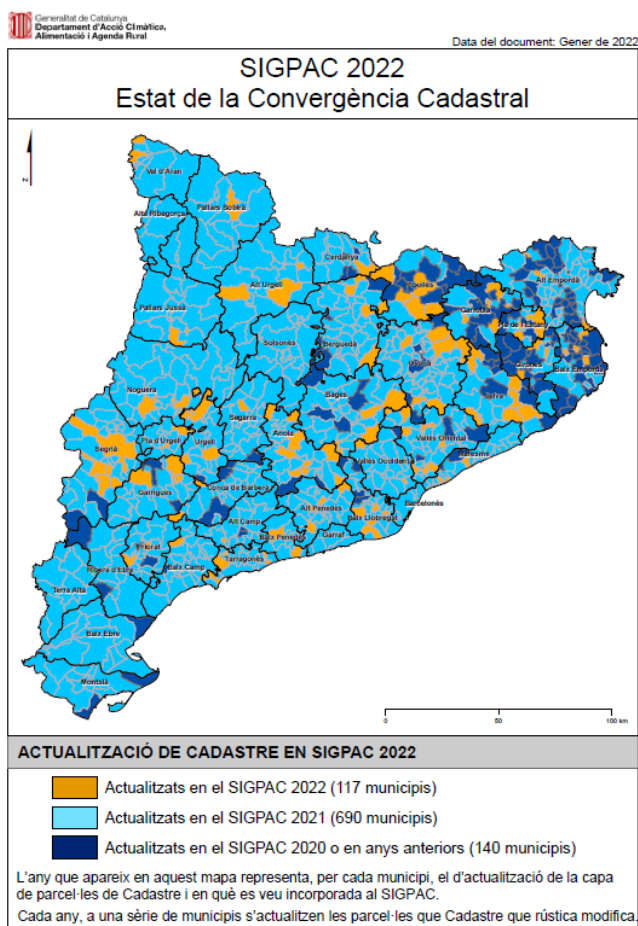 Generalitat de Catalunya
Departament d'Acció Climàtica,
Alimentació i Agenda Rural
Data del document: Gener de 2022
SIGPAC 2022
Estat de la Convergència Cadastral
Val d'Aran
Alta Ribagorça
Pallars Sobirà
Cerdanya
Alt Urgell
Ripollès
Alt Empordà
Garrotxa
Pla de l'Estany
Pallars Jussà
Solsonès
Berguedà
Osona
Gironès
Baix Empordà
Noguera
Bages
Selva
Segarra
Anoia
Vallès Oriental
Pla d'Urgell
Urgell
Segrià
Maresme
Vallès Occidental
Garrigues
Conca de Barberà
Barcelonès
Alt Penedès
Alt Camp
Baix Llobregat
Priorat
Baix Penedès
Garraf
Ribera d'Ebre
Baix Camp
Tarragonès
Terra Alta
Baix Ebre
Montsià
0 50 100 km
ACTUALITZACIÓ DE CADASTRE EN SIGPAC 2022
Actualitzats en el SIGPAC 2022 (117 municipis)
Actualitzats en el SIGPAC 2021 (690 municipis)
Actualitzats en el SIGPAC 2020 o en anys anteriors (140 municipis)
L'any que apareix en aquest mapa representa, per cada municipi, el d'actualització de la capa
de parcel·les de Cadastre i en què es veu incorporada al SIGPAC.
Cada any, a una sèrie de municipis s'actualitzen les parcel·les que Cadastre que rústica modifica.